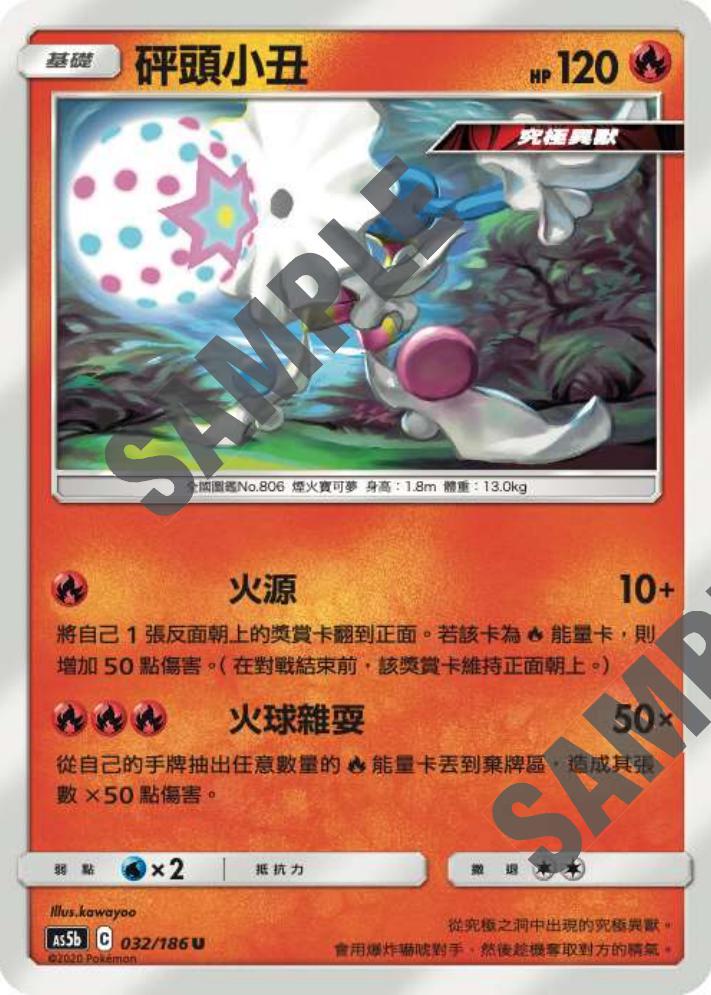 基礎 砰頭小丑 HP 120
究極異獸
全國圖鑑No.806 煙火寶可夢 身高：1.8m 體重：13.0kg
火源 10+
將自己 1 張反面朝上的獎賞卡翻到正面。若該卡為 能量卡，則
增加 50 點傷害。（在對戰結束前，該獎賞卡維持正面朝上。）
火球雜耍 50×
從自己的手牌抽出任意數量的 能量卡丟到棄牌區，造成其張
數 ×50 點傷害。
弱點 ×2 抵抗力 撤退
Illus.kawayoo
從究極之洞中出現的究極異獸。
AS5b C 032/186 U
會用爆炸嚇唬對手，然後趁機奪取對方的精氣。
©2020 Pokémon
SAMPLE
SAMPLE